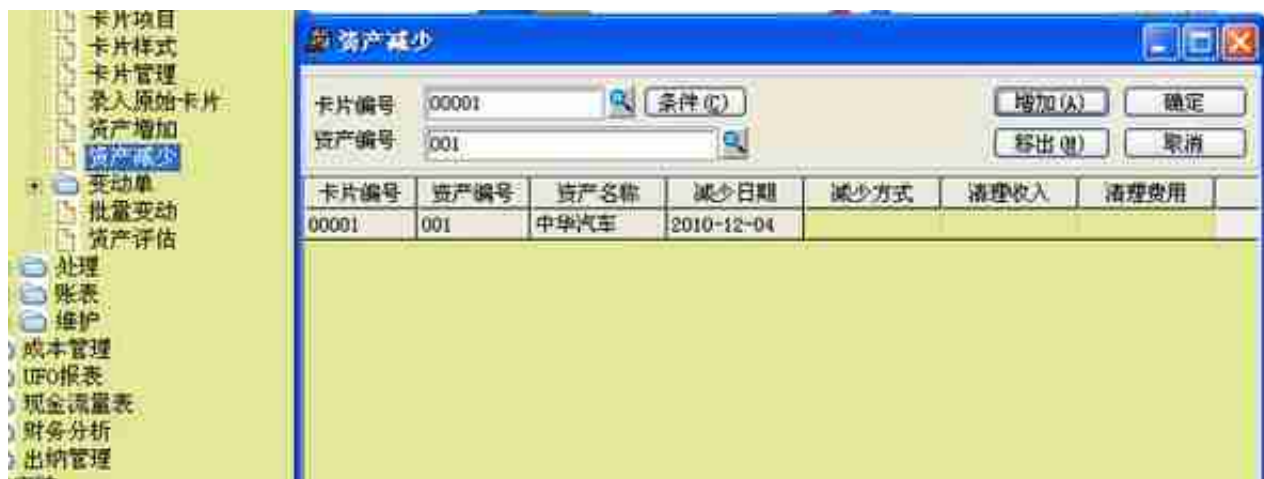 卡片项目
卡片样式
卡片管理
录入原始卡片
资产增加
资产减少
变动单
批量变动
资产评估
处理
账表
维护
成本管理
UFO报表
现金流量表
财务分析
出纳管理
资产减少
卡片编号 00001 条件(C) 增加(A) 确定
资产编号 001 移出(M) 取消
卡片编号 资产编号 资产名称 减少日期 减少方式 清理收入 清理费用
00001 001 中华汽车 2010-12-04